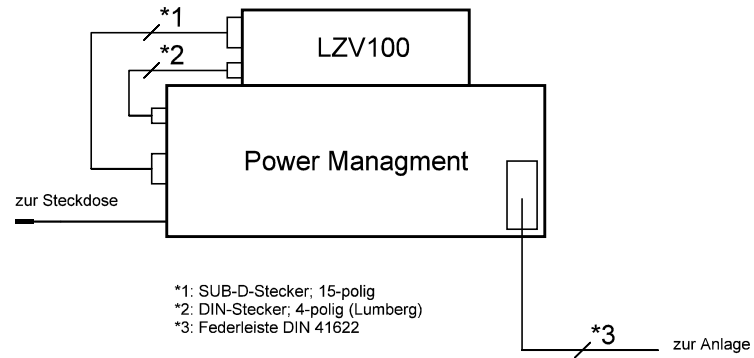 *1
LZV100
*2
Power Managment
zur Steckdose
*1: SUB-D-Stecker; 15-polig
*2: DIN-Stecker; 4-polig (Lumberg)
*3: Federleiste DIN 41622
*3
zur Anlage